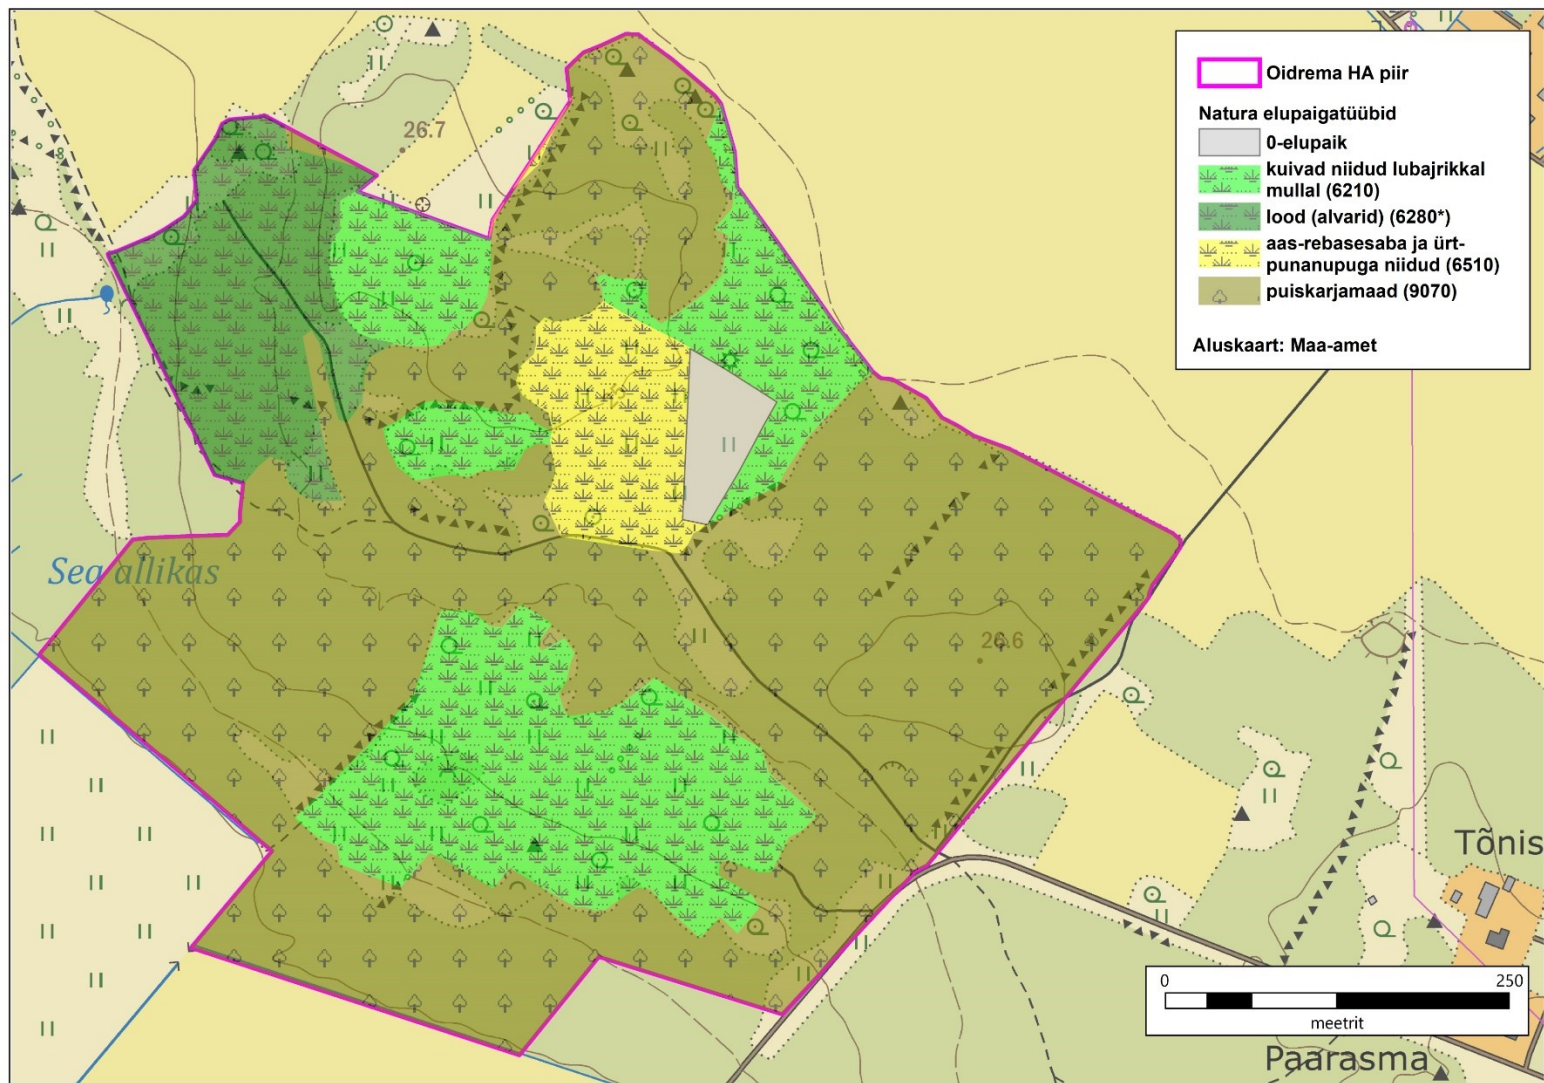 Oidrema HA piir
Natura elupaigatüübid
0-elupaik
kuivad niidud lubajrikkal
mullal (6210)
lood (alvarid) (6280*)
aas-rebasesaba ja ürt-
punanupuga niidud (6510)
puiskarjamaad (9070)
Aluskaart: Maa-amet
26.7
25
Sea allikas
26.6
Tõnis
0
250
meetrit
Paarasma